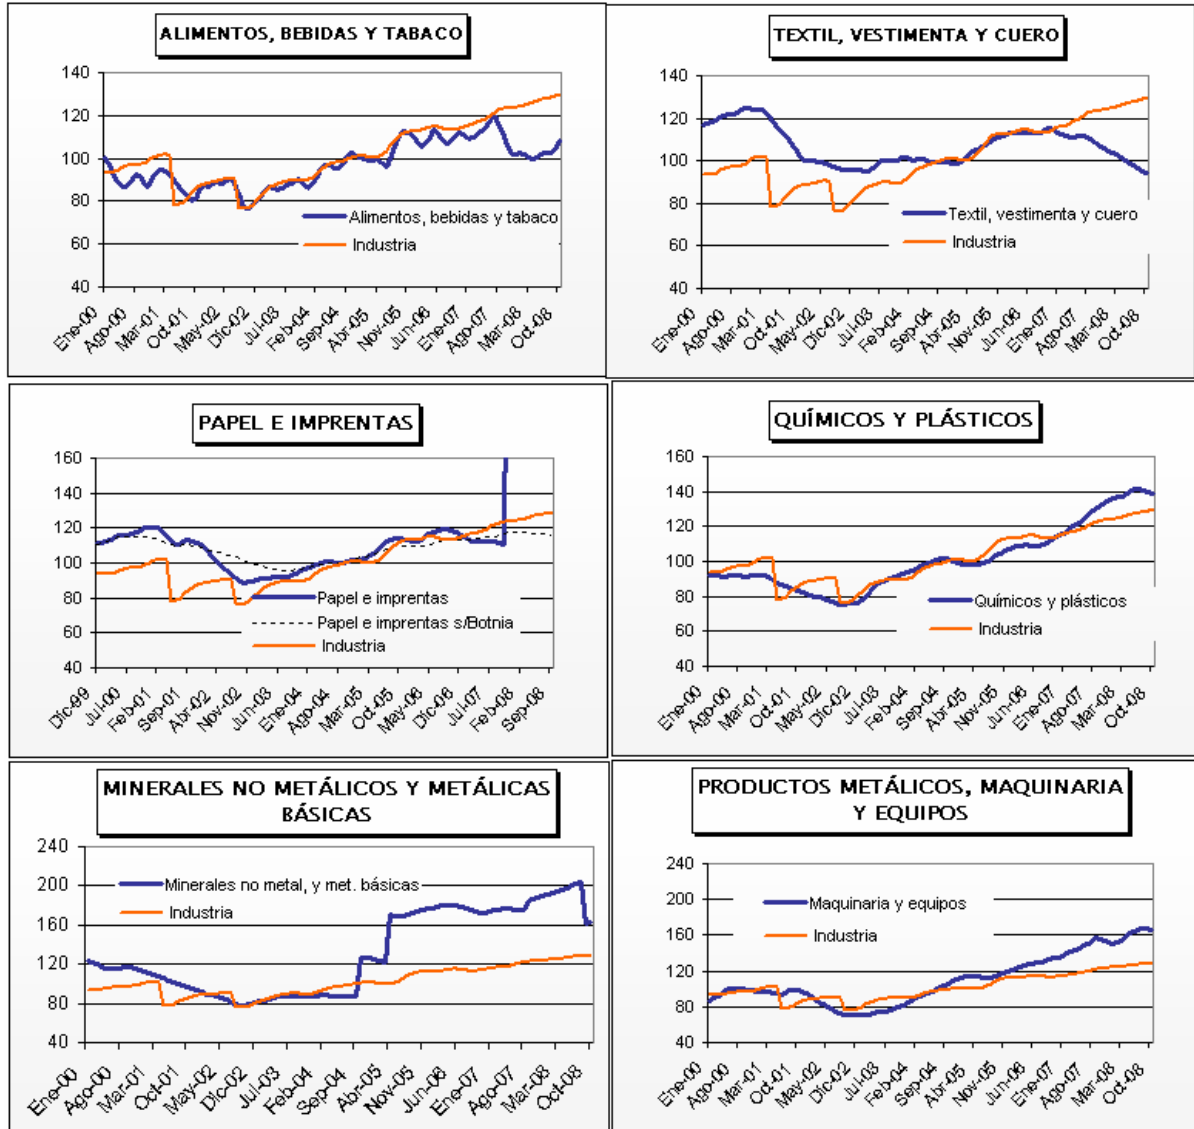 ALIMENTOS, BEBIDAS Y TABACO
140
120
100
80
60
40
Alimentos, bebidas y tabaco
Industria
Ene-00
Ago-00
Mar-01
Oct-01
May-02
Dic-02
Jul-03
Feb-04
Sep-04
Abr-05
Nov-05
Jun-06
Ene-07
Ago-07
Mar-08
Oct-08
TEXTIL, VESTIMENTA Y CUERO
140
120
100
80
60
40
Textil, vestimenta y cuero
Industria
Ene-00
Ago-00
Mar-01
Oct-01
May-02
Dic-02
Jul-03
Feb-04
Sep-04
Abr-05
Nov-05
Jun-06
Ene-07
Ago-07
Mar-08
Oct-08
PAPEL E IMPRENTAS
160
140
120
100
80
60
40
Papel e imprentas
Papel e imprentas s/Botnia
Industria
Dic-99
Jul-00
Feb-01
Sep-01
Abr-02
Nov-02
Jun-03
Ene-04
Ago-04
Mar-05
Oct-05
May-06
Dic-06
Jul-07
Feb-08
Sep-08
QUÍMICOS Y PLÁSTICOS
160
140
120
100
80
60
40
Químicos y plásticos
Industria
Ene-00
Ago-00
Mar-01
Oct-01
May-02
Dic-02
Jul-03
Feb-04
Sep-04
Abr-05
Nov-05
Jun-06
Ene-07
Ago-07
Mar-08
Oct-08
MINERALES NO METÁLICOS Y METÁLICAS
BÁSICAS
240
200
160
120
80
40
Minerales no metal, y met. básicas
Industria
Ene-00
Ago-00
Mar-01
Oct-01
May-02
Dic-02
Jul-03
Feb-04
Sep-04
Abr-05
Nov-05
Jun-06
Ene-07
Ago-07
Mar-08
Oct-08
PRODUCTOS METÁLICOS, MAQUINARIA
Y EQUIPOS
240
200
160
120
80
40
Maquinaria y equipos
Industria
Ene-00
Ago-00
Mar-01
Oct-01
May-02
Dic-02
Jul-03
Feb-04
Sep-04
Abr-05
Nov-05
Jun-06
Ene-07
Ago-07
Mar-08
Oct-08